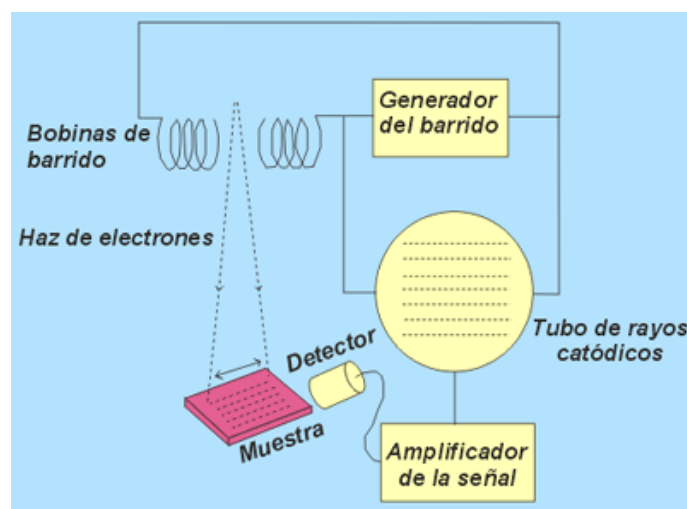 Generador
del barrido
Bobinas de
barrido
Haz de electrones
Tubo de rayos
catódicos
Detector
Muestra
Amplificador
de la señal